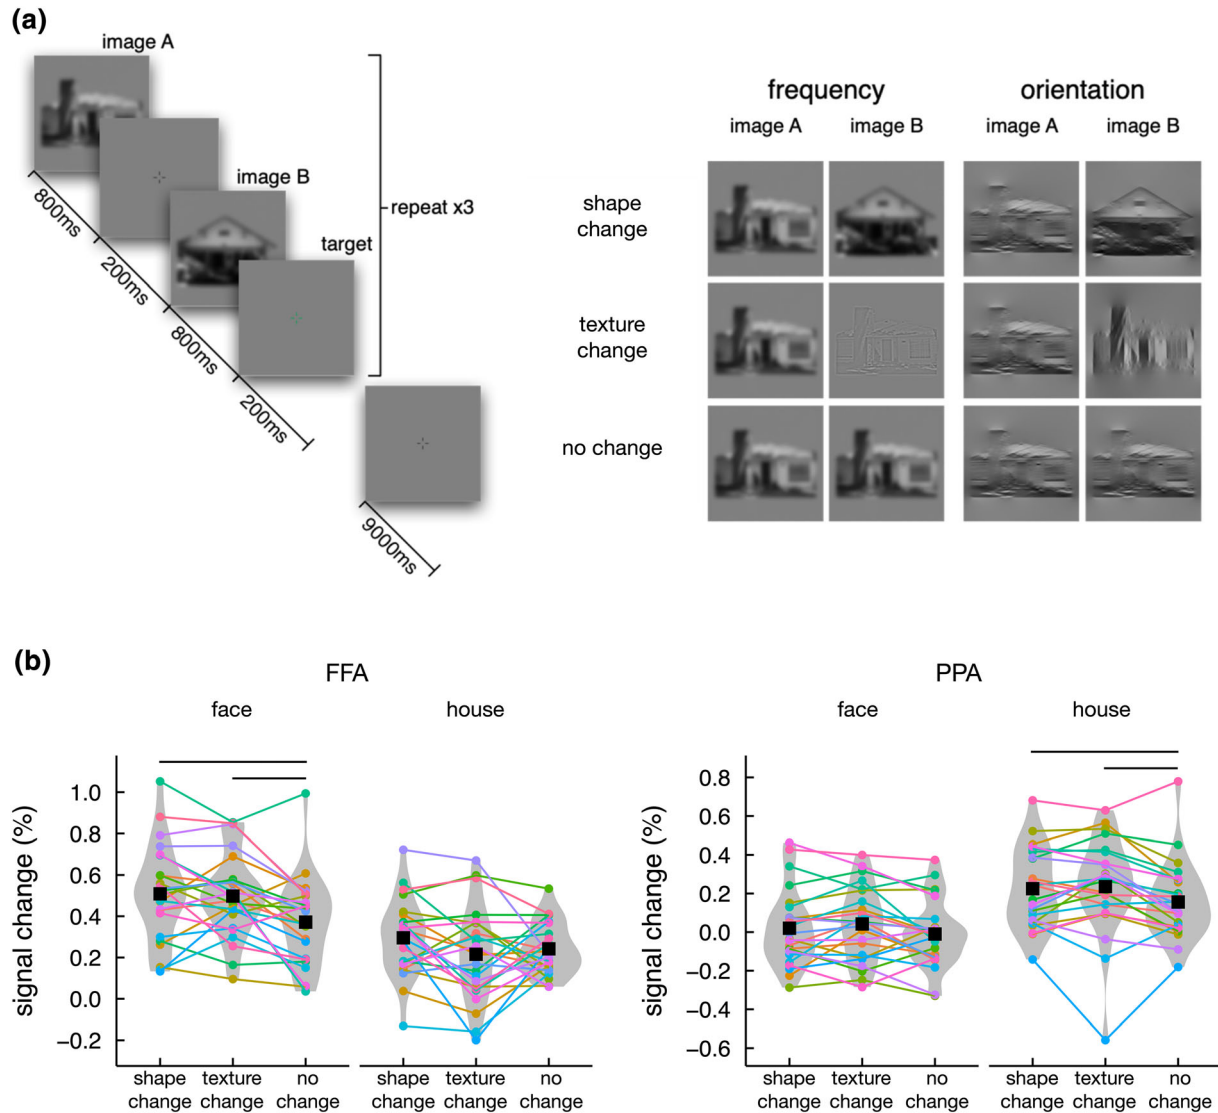 (a)
image A
image B
target
repeat x3
800ms
200ms
800ms
200ms
9000ms
frequency
orientation
image A
image B
image A
image B
shape
change
texture
change
no change
(b)
FFA
PPA
face
house
face
house
signal change (%)
1.0
0.8
0.6
0.4
0.2
0.0
−0.2
shape
change
texture
change
no
change
shape
change
texture
change
no
change
signal change (%)
0.8
0.6
0.4
0.2
0.0
−0.2
−0.4
−0.6
shape
change
texture
change
no
change
shape
change
texture
change
no
change